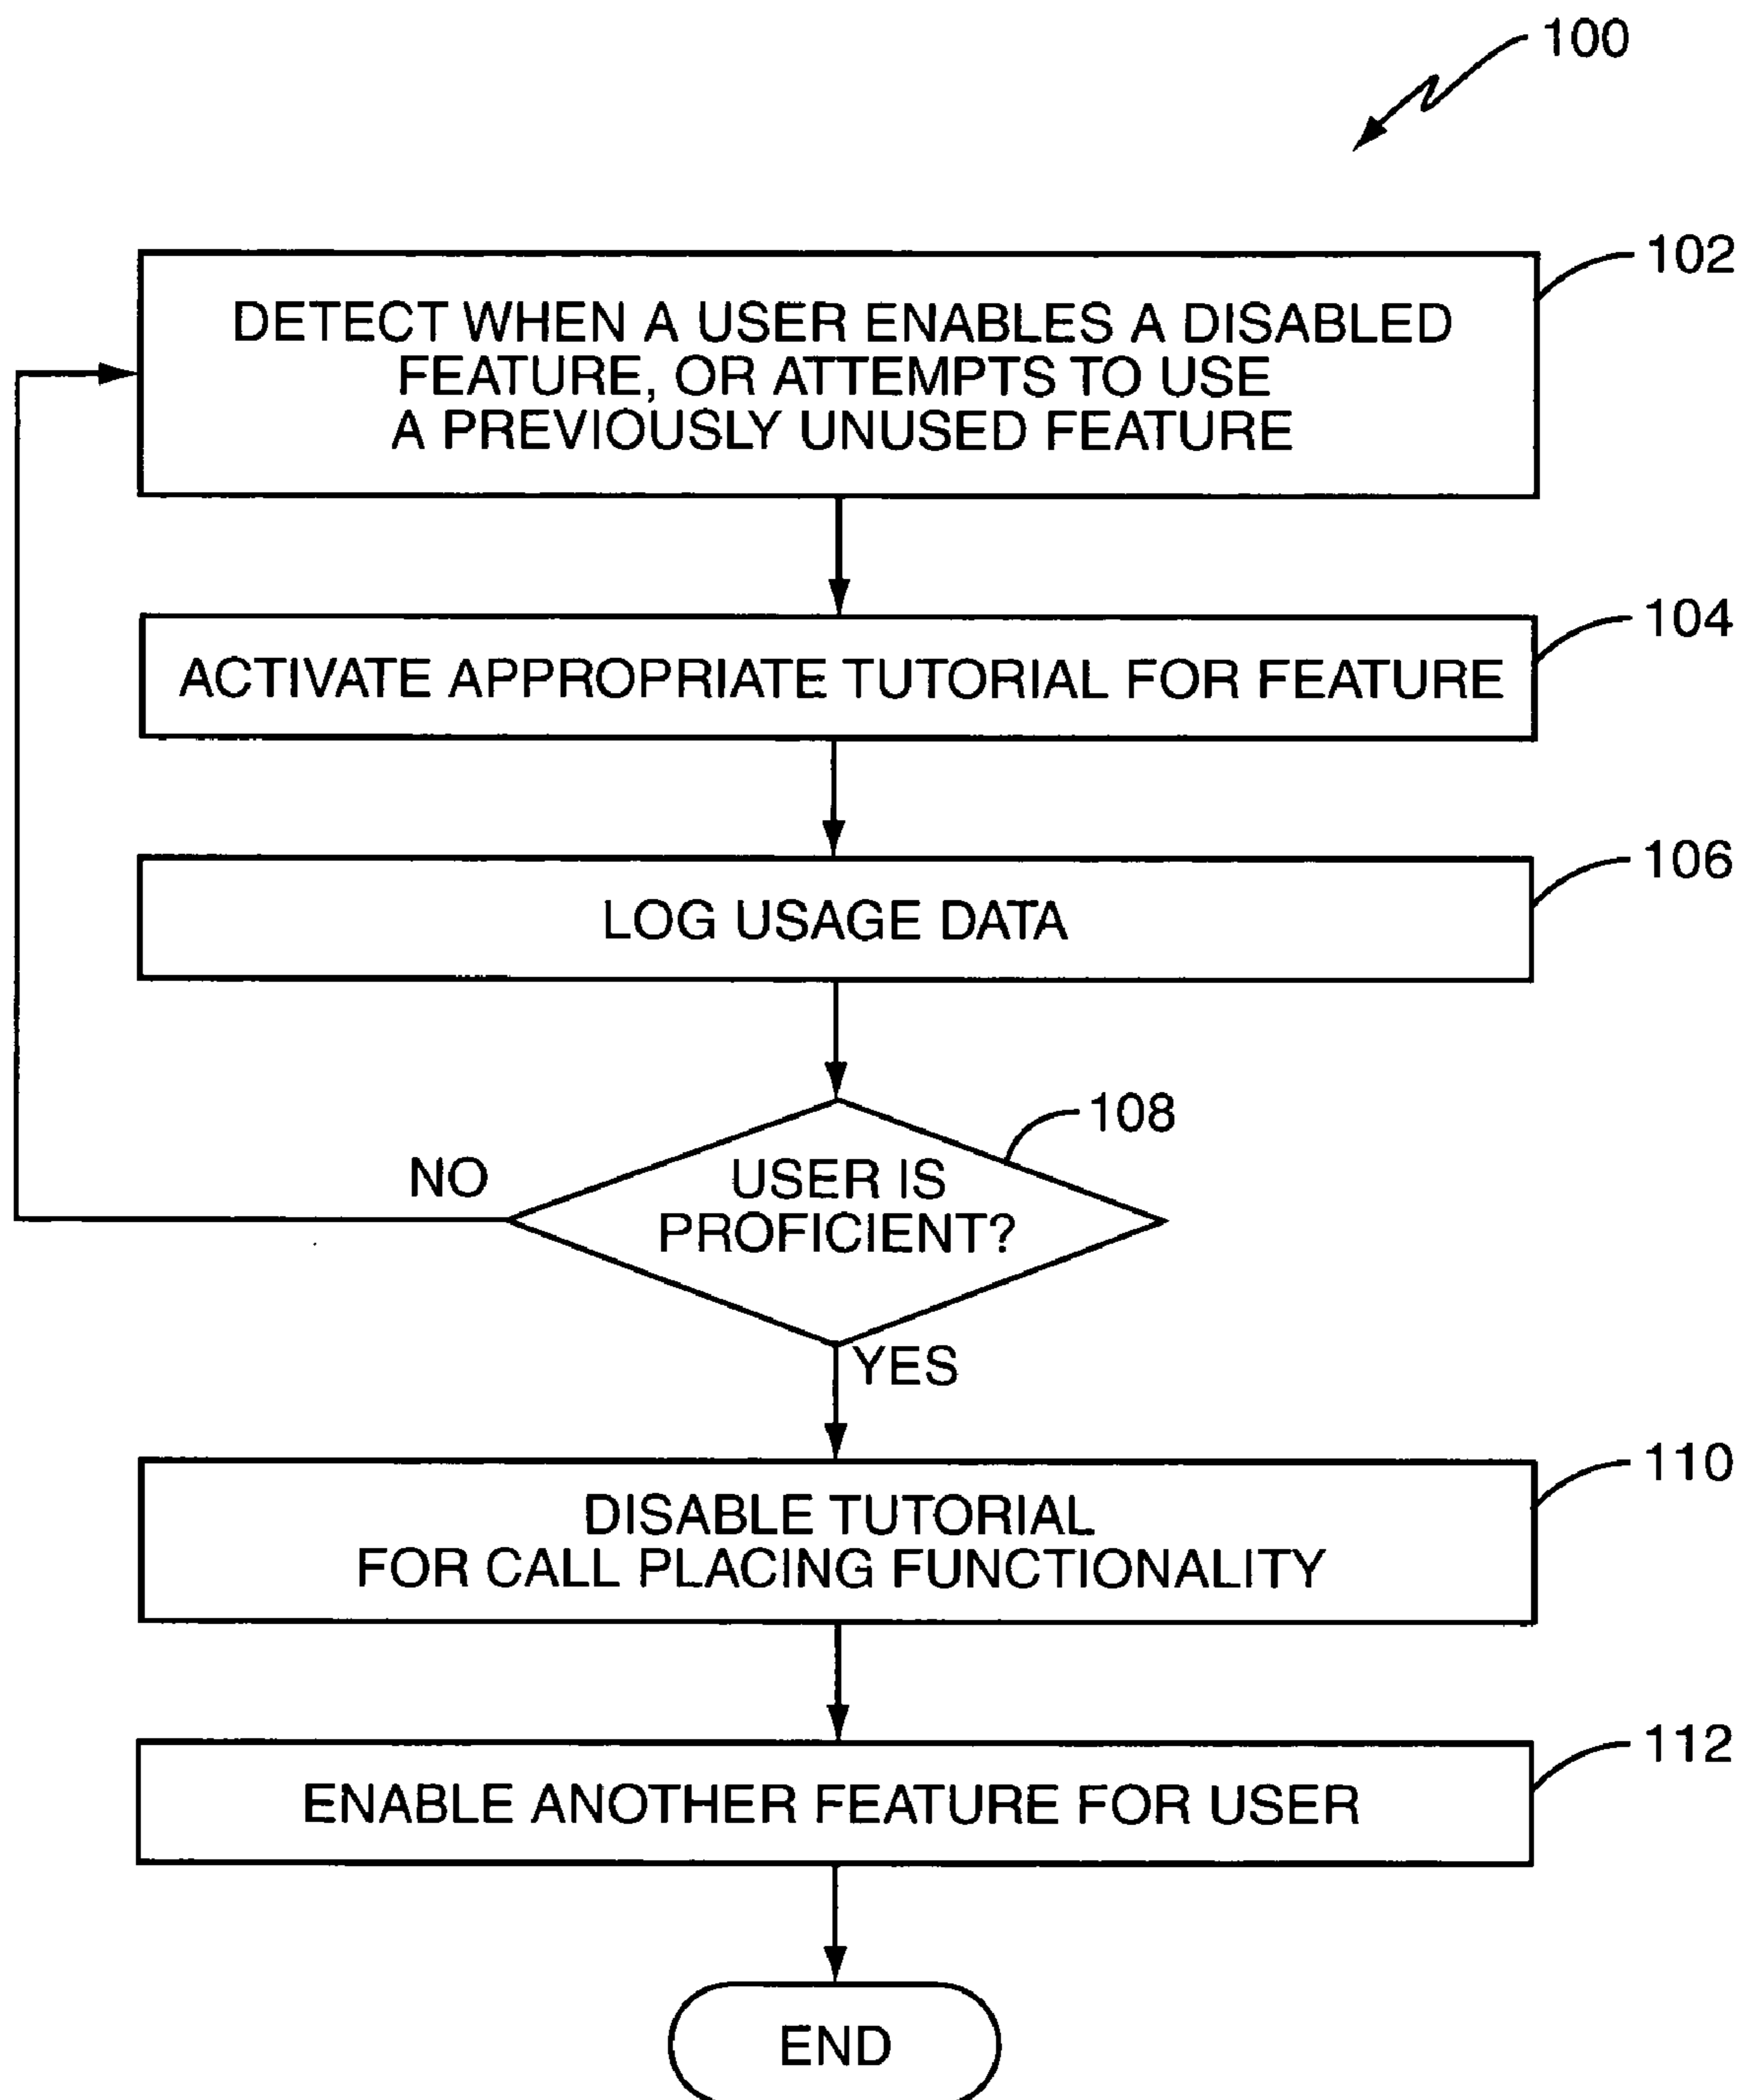 100
102
DETECT WHEN A USER ENABLES A DISABLED
FEATURE, OR ATTEMPTS TO USE
A PREVIOUSLY UNUSED FEATURE
104
ACTIVATE APPROPRIATE TUTORIAL FOR FEATURE
106
LOG USAGE DATA
108
NO
USER IS
PROFICIENT?
YES
110
DISABLE TUTORIAL
FOR CALL PLACING FUNCTIONALITY
112
ENABLE ANOTHER FEATURE FOR USER
END